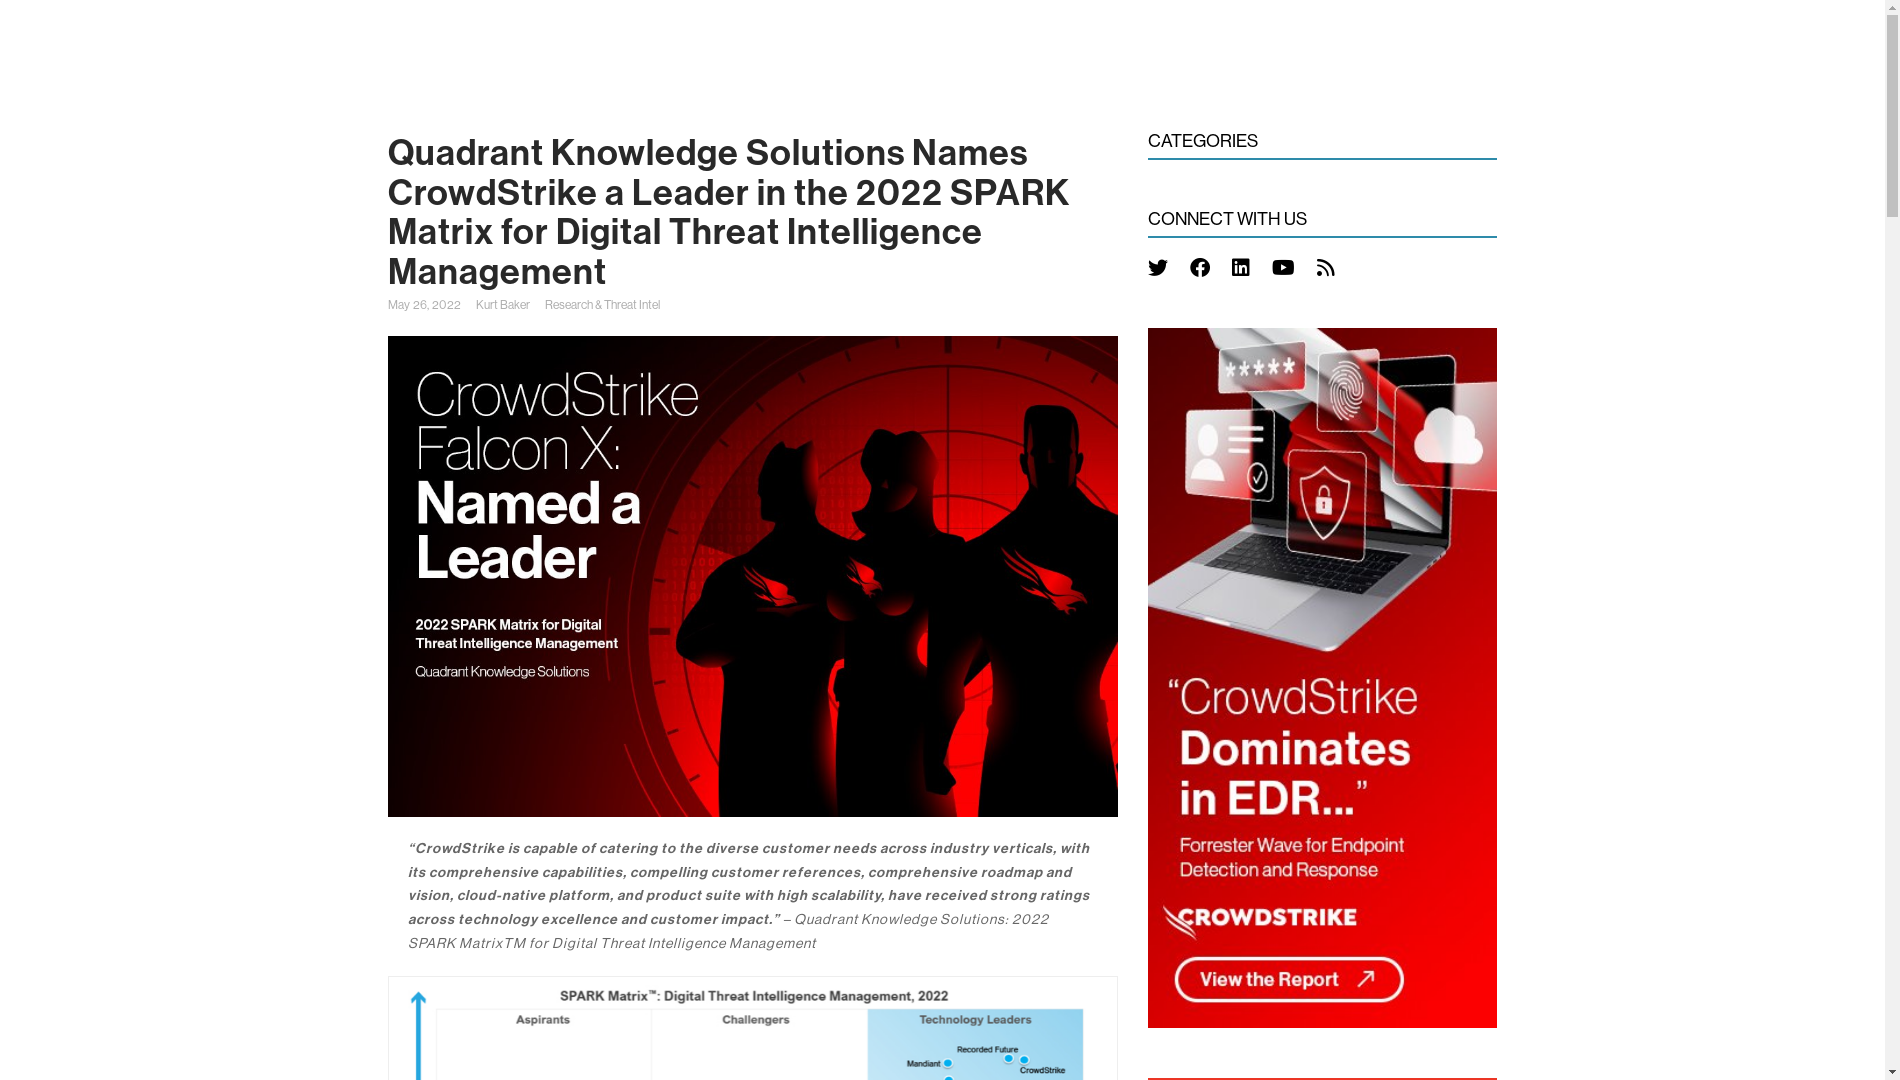 Quadrant Knowledge Solutions Names
CrowdStrike a Leader in the 2022 SPARK
Matrix for Digital Threat Intelligence
Management
May 26, 2022 Kurt Baker Research & Threat Intel
CrowdStrike
Falcon X:
Named a
Leader
2022 SPARK Matrix for Digital
Threat Intelligence Management
Quadrant Knowledge Solutions
“CrowdStrike is capable of catering to the diverse customer needs across industry verticals, with
its comprehensive capabilities, compelling customer references, comprehensive roadmap and
vision, cloud-native platform, and product suite with high scalability, have received strong ratings
across technology excellence and customer impact.” – Quadrant Knowledge Solutions: 2022
SPARK MatrixTM for Digital Threat Intelligence Management
SPARK Matrix™: Digital Threat Intelligence Management, 2022
Aspirants Challengers Technology Leaders
Recorded Future
Mandiant
CrowdStrike
CATEGORIES
CONNECT WITH US
*****
“CrowdStrike
Dominates
in EDR...”
Forrester Wave for Endpoint
Detection and Response
CROWDSTRIKE
View the Report